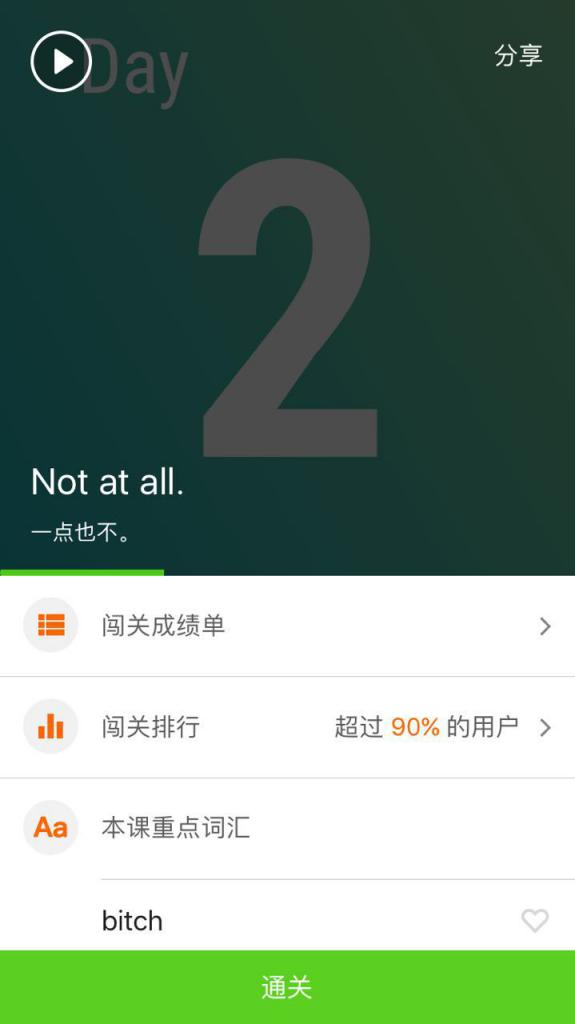 Day
分享
2
Not at all.
一点也不。
闯关成绩单
闯关排行 超过 90% 的用户
Aa 本课重点词汇
bitch
通关